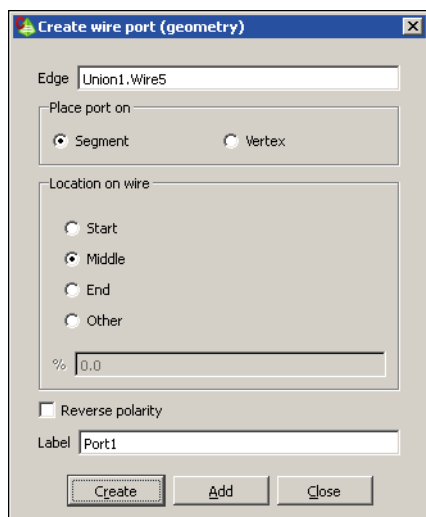 Create wire port (geometry)
Edge Union1.Wire5
Place port on
Segment Vertex
Location on wire
Start
Middle
End
Other
% 0.0
Reverse polarity
Label Port1
Create Add Close